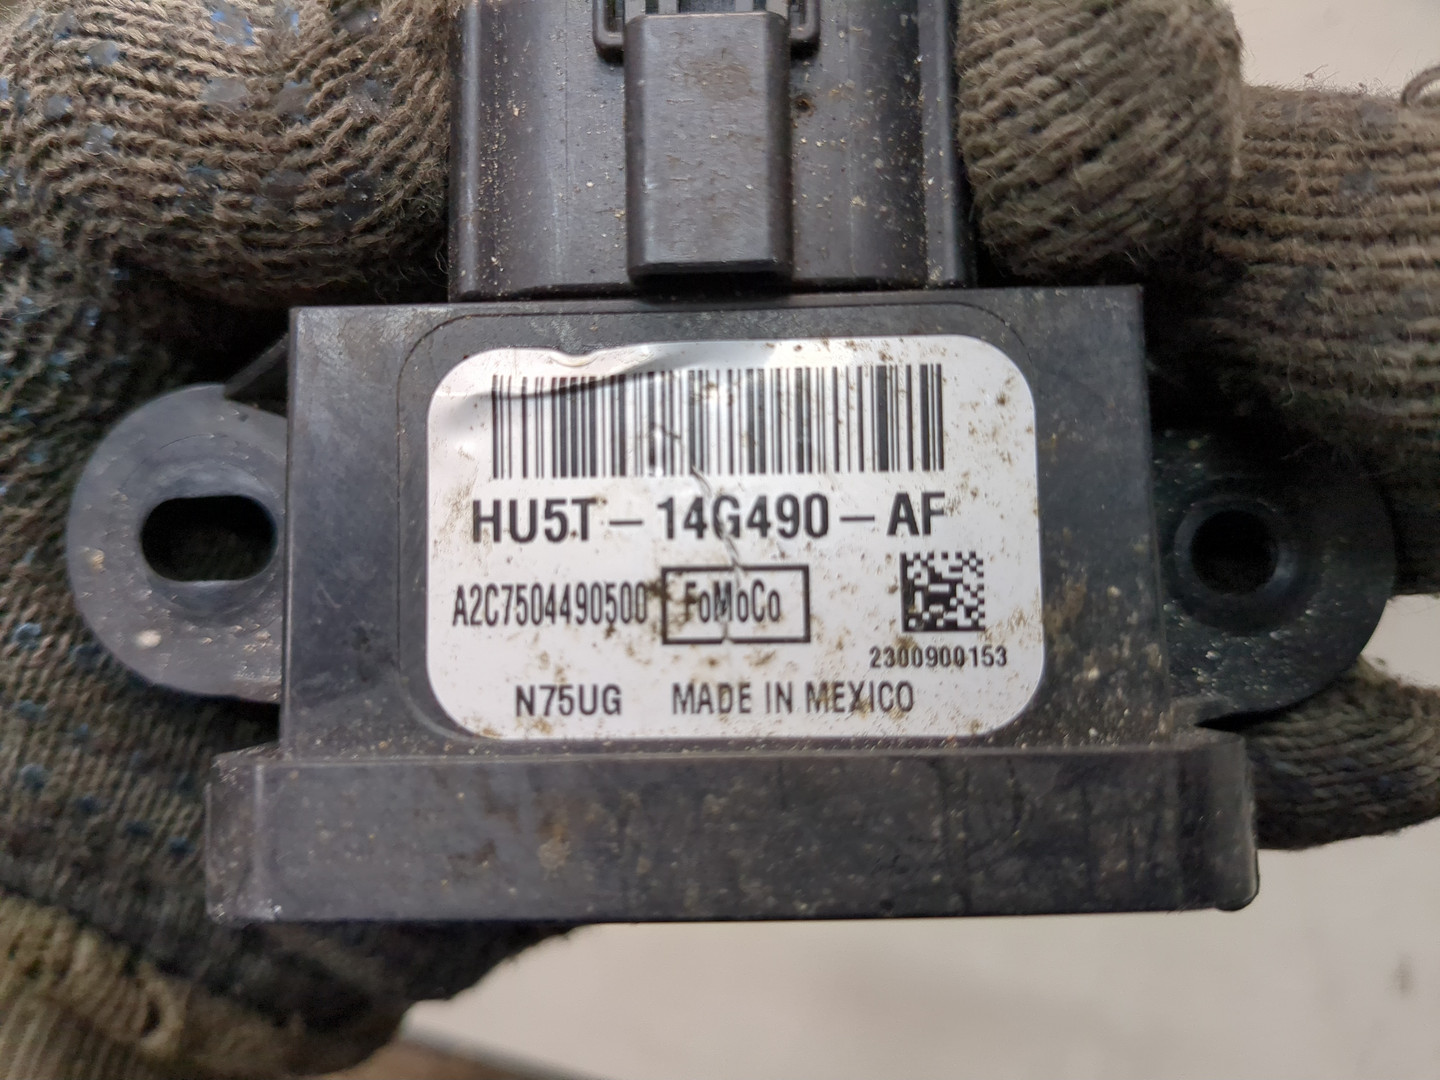 HU5T-14G490-AF
A2C7504490500 FoMoCo
2300900153
N75UG MADE IN MEXICO